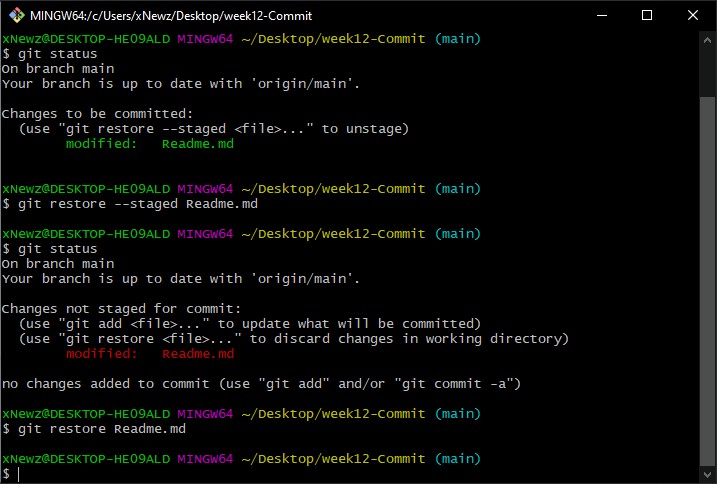 MINGW64:/c/Users/xNewz/Desktop/week12-Commit
xNewz@DESKTOP-HE09ALD MINGW64 ~/Desktop/week12-Commit (main)
$ git status
On branch main
Your branch is up to date with 'origin/main'.
Changes to be committed:
  (use "git restore --staged <file>..." to unstage)
        modified:   Readme.md
xNewz@DESKTOP-HE09ALD MINGW64 ~/Desktop/week12-Commit (main)
$ git restore --staged Readme.md
xNewz@DESKTOP-HE09ALD MINGW64 ~/Desktop/week12-Commit (main)
$ git status
On branch main
Your branch is up to date with 'origin/main'.
Changes not staged for commit:
  (use "git add <file>..." to update what will be committed)
  (use "git restore <file>..." to discard changes in working directory)
        modified:   Readme.md
no changes added to commit (use "git add" and/or "git commit -a")
xNewz@DESKTOP-HE09ALD MINGW64 ~/Desktop/week12-Commit (main)
$ git restore Readme.md
xNewz@DESKTOP-HE09ALD MINGW64 ~/Desktop/week12-Commit (main)
$